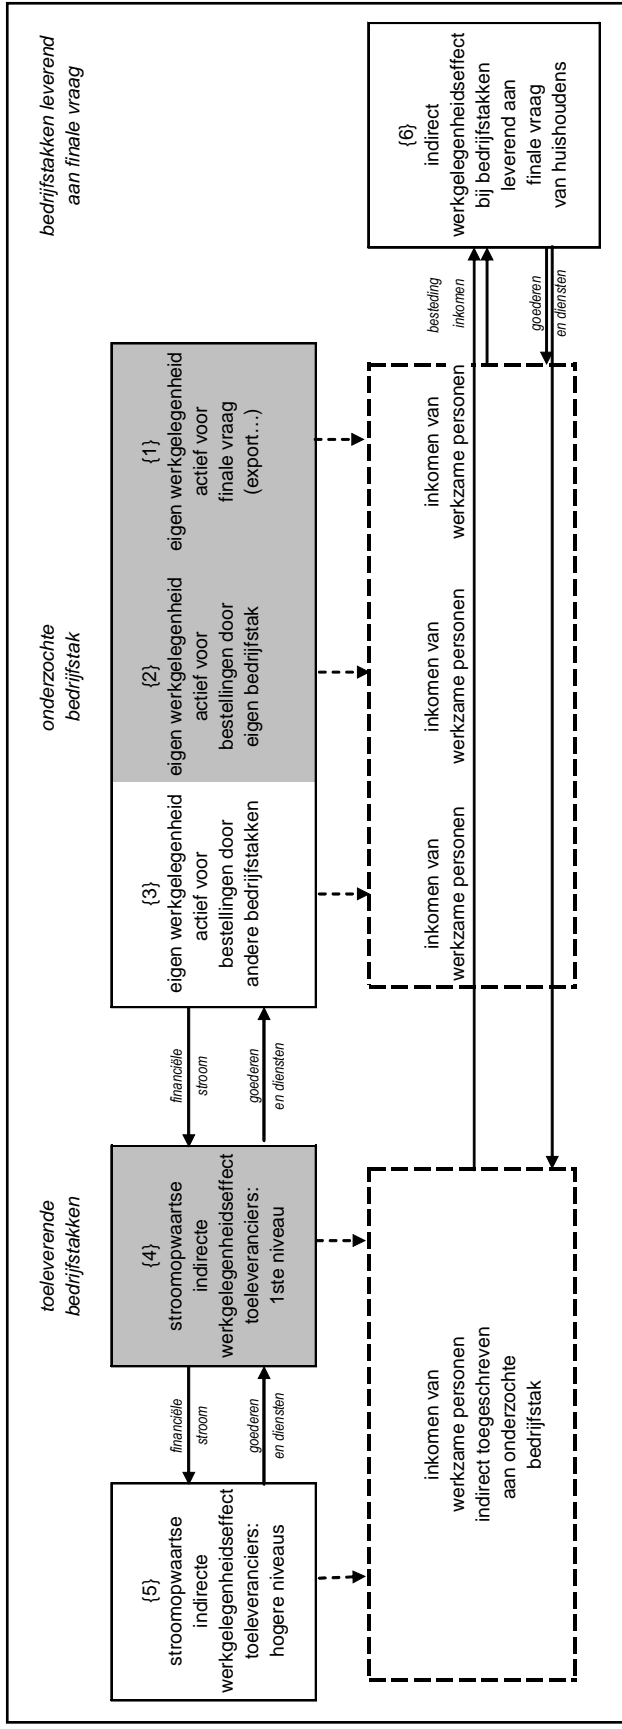 toeleverende
bedrijfstakken
onderzochte
bedrijfstak
bedrijfstakken leverend
aan finale vraag
{5}
stroomopwaartse
indirecte
werkgelegenheidseffect
toeleveranciers:
hogere niveaus
financiële
stroom
goederen
en diensten
{4}
stroomopwaartse
indirecte
werkgelegenheidseffect
toeleveranciers:
1ste niveau
financiële
stroom
goederen
en diensten
{3}
eigen werkgelegenheid
actief voor
bestellingen door
andere bedrijfstakken
{2}
eigen werkgelegenheid
actief voor
bestellingen door
eigen bedrijfstak
{1}
eigen werkgelegenheid
actief voor
finale vraag
(export…)
inkomen van
werkzame personen
indirect toegeschreven
aan onderzochte
bedrijfstak
inkomen van
werkzame personen
inkomen van
werkzame personen
inkomen van
werkzame personen
besteding
inkomen
goederen
en diensten
{6}
indirect
werkgelegenheidseffect
bij bedrijfstakken
leverend aan
finale vraag
van huishoudens